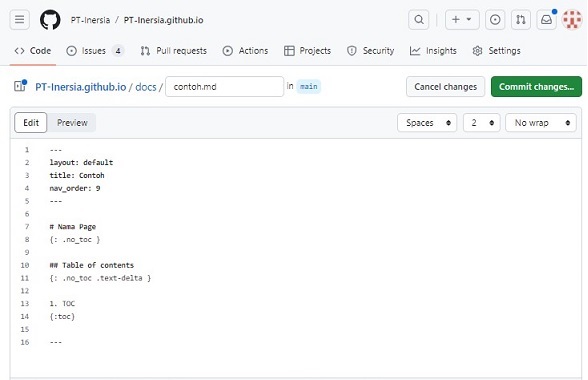 PT-Inersia / PT-Inersia.github.io
Code Issues 4 Pull requests Actions Projects Security Insights Settings
PT-Inersia.github.io / docs / contoh.md in main Cancel changes Commit changes...
Edit Preview Spaces 2 No wrap
1 ---
2 layout: default
3 title: Contoh
4 nav_order: 9
5 ---
6
7 # Nama Page
8 {: .no_toc }
9
10 ## Table of contents
11 {: .no_toc .text-delta }
12
13 1. TOC
14 {:toc}
15
16 ---